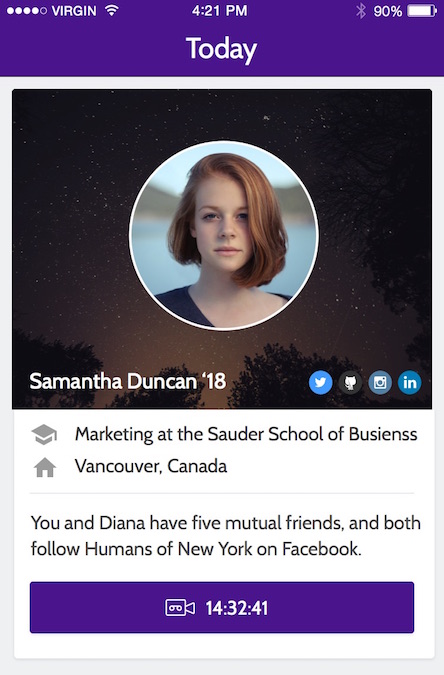 VIRGIN 4:21 PM 90%
Today
Samantha Duncan ‘18
in
Marketing at the Sauder School of Busienss
Vancouver, Canada
You and Diana have five mutual friends, and both
follow Humans of New York on Facebook.
14:32:41